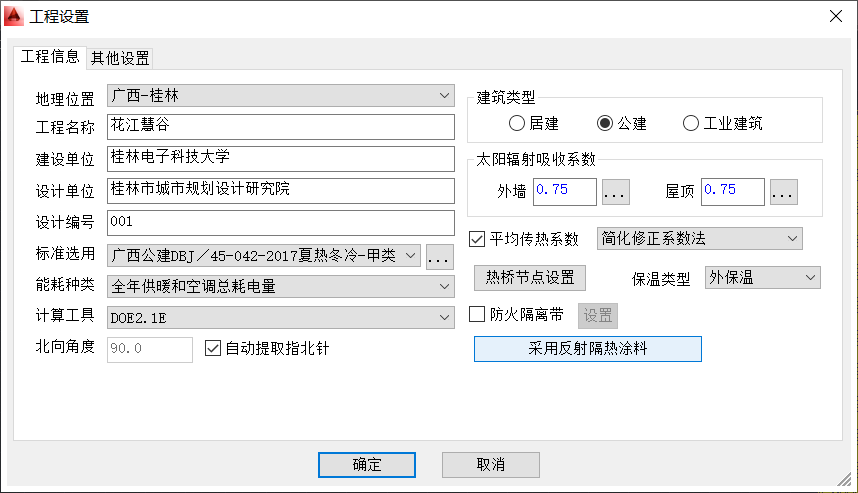 工程设置
工程信息 其他设置
地理位置 广西-桂林
工程名称 花江慧谷
建设单位 桂林电子科技大学
设计单位 桂林市城市规划设计研究院
设计编号 001
标准选用 广西公建DBJ／45-042-2017夏热冬冷-甲类 ...
能耗种类 全年供暖和空调总耗电量
计算工具 DOE2.1E
北向角度 90.0 自动提取指北针
建筑类型
居建 公建 工业建筑
太阳辐射吸收系数
外墙 0.75 ... 屋顶 0.75 ...
平均传热系数 简化修正系数法
热桥节点设置 保温类型 外保温
防火隔离带 设置
采用反射隔热涂料
确定 取消